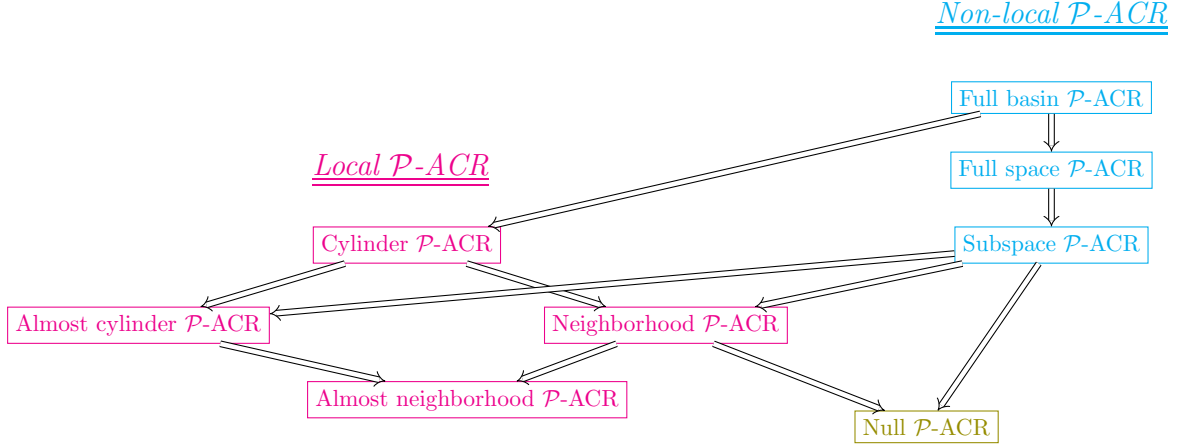 Non-local 𝒫-ACR
Full basin 𝒫-ACR
Local 𝒫-ACR
Full space 𝒫-ACR
Cylinder 𝒫-ACR
Subspace 𝒫-ACR
Almost cylinder 𝒫-ACR
Neighborhood 𝒫-ACR
Almost neighborhood 𝒫-ACR
Null 𝒫-ACR